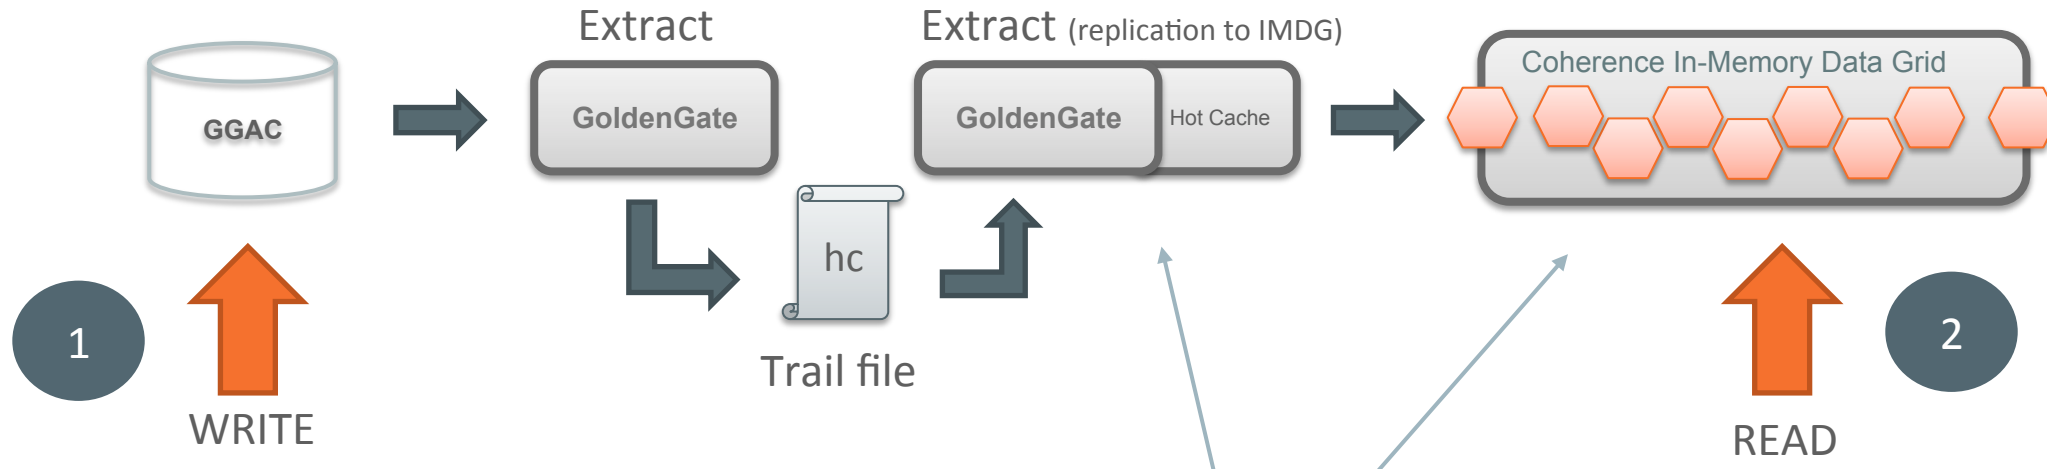 Extract
Extract (replication to IMDG)
Coherence In-Memory Data Grid
GGAC
GoldenGate
GoldenGate
Hot Cache
hc
1
2
Trail file
WRITE
READ